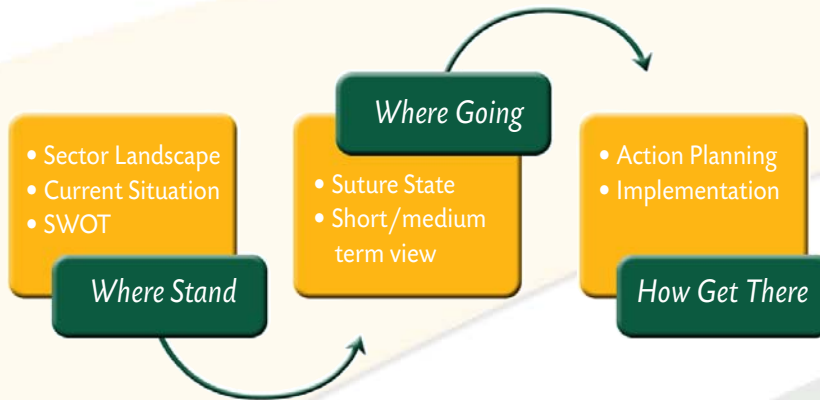 • Sector Landscape
• Current Situation
• SWOT
Where Stand
Where Going
• Suture State
• Short/medium
term view
• Action Planning
• Implementation
How Get There